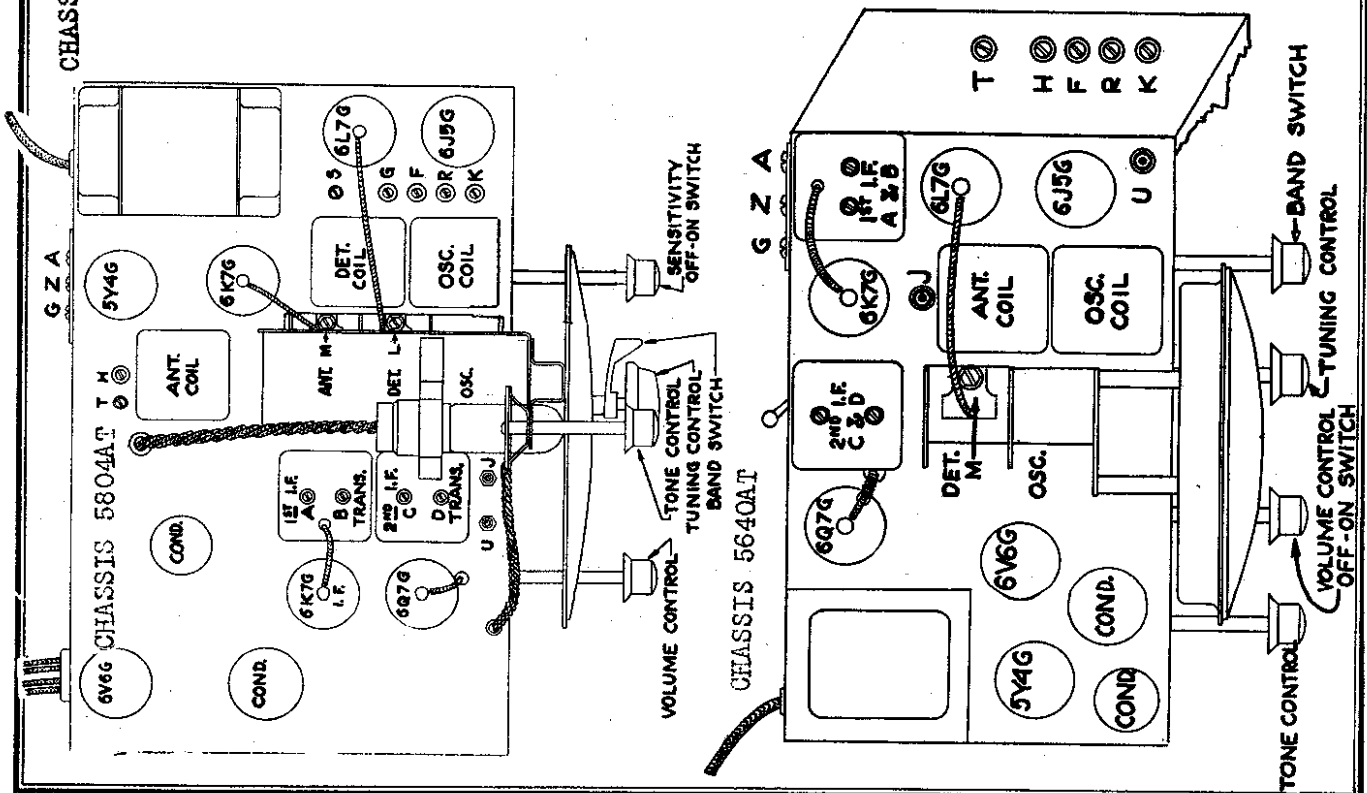 CHASS
CHASSIS 5804AT
G Z A
5Y4G
6K7G
6L7G
6J5G
S
G
F
R
K
DET.
COIL
OSC.
COIL
T H
ANT.
COIL
ANT. M
DET. L
OSC.
6V6G
COND.
COND.
1ST I.F.
A
B
TRANS.
2ND I.F.
C
D
TRANS.
6K7G
I.F.
6Q7G
U
J
SENSITIVITY
OFF-ON SWITCH
TONE CONTROL
TUNING CONTROL
BAND SWITCH
VOLUME CONTROL
CHASSIS 5640AT
G Z A
1ST I.F.
A & B
6K7G
6L7G
6J5G
J
U
T
H
F
R
K
ANT.
COIL
OSC.
COIL
2ND I.F.
C & D
6Q7G
DET.
M
OSC.
6V6G
5Y4G
COND.
COND
BAND SWITCH
TUNING CONTROL
VOLUME CONTROL
OFF-ON SWITCH
TONE CONTROL